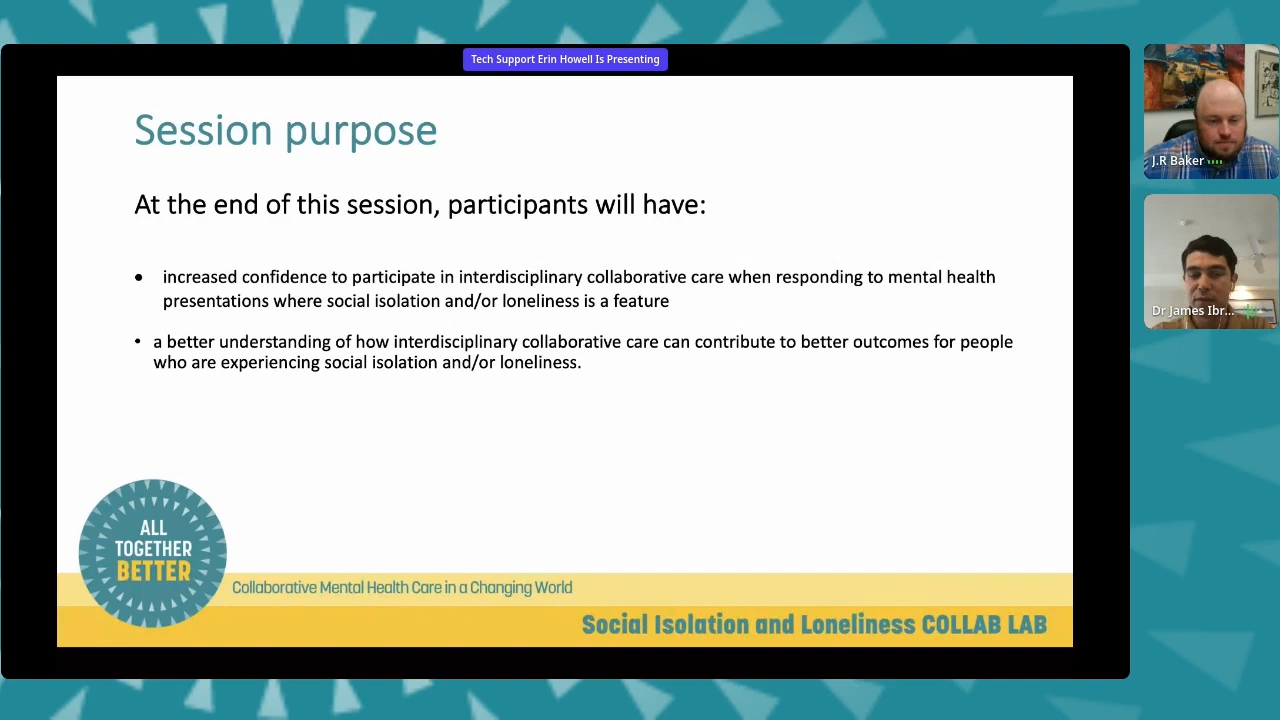 Tech Support Erin Howell Is Presenting
Session purpose
At the end of this session, participants will have:
• increased confidence to participate in interdisciplinary collaborative care when responding to mental health
presentations where social isolation and/or loneliness is a feature
• a better understanding of how interdisciplinary collaborative care can contribute to better outcomes for people
who are experiencing social isolation and/or loneliness.
ALL
TOGETHER
BETTER
Collaborative Mental Health Care in a Changing World
Social Isolation and Loneliness COLLAB LAB
J.R Baker
Dr James Ibr...